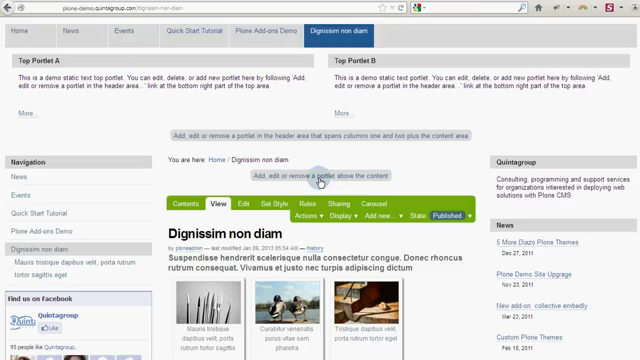 plone-demo.quintagroup.com/dignissim-non-diam
Home
News
Events
Quick Start Tutorial
Plone Add-ons Demo
Dignissim non diam
Top Portlet A
This is a demo static text top portlet. You can edit, delete, or add new portlet here by following 'Add,
edit or remove a portlet in the header area...' link at the bottom right part of the top area.
More...
Top Portlet B
This is a demo static text top portlet. You can edit, delete, or add new portlet here by following 'Add,
edit or remove a portlet in the header area...' link at the bottom right part of the top area.
More...
Add, edit or remove a portlet in the header area that spans columns one and two plus the content area
Navigation
News
Events
Quick Start Tutorial
Plone Add-ons Demo
Dignissim non diam
Mauris tristique dapibus velit, porta rutrum
tortor sagittis eget
Find us on Facebook
Quintagroup
Like
95 people like Quintagroup.
You are here: Home / Dignissim non diam
Add, edit or remove a portlet above the content
Contents
View
Edit
Set Style
Rules
Sharing
Carousel
Actions
Display
Add new...
State:
Published
Dignissim non diam
by ploneadmin — last modified Jan 09, 2013 05:54 AM — History
Suspendisse hendrerit scelerisque nulla consectetur congue. Donec rhoncus
rutrum consequat. Vivamus et justo non turpis adipiscing dictum
Mauris tristique
dapibus velit, porta
rutrum tortor
Curabitur venenatis
purus vitae sem
pharetra
Tristique dapibus
velit, porta rutrum
tortor sagittis
Quintagroup
Consulting, programming and support services
for organizations interested in deploying web
solutions with Plone CMS
News
5 More Diazo Plone Themes
Dec 27, 2011
Plone Demo Site Upgrade
Dec 21, 2011
New add-on: collective.embedly
Dec 07, 2011
Custom Plone Themes